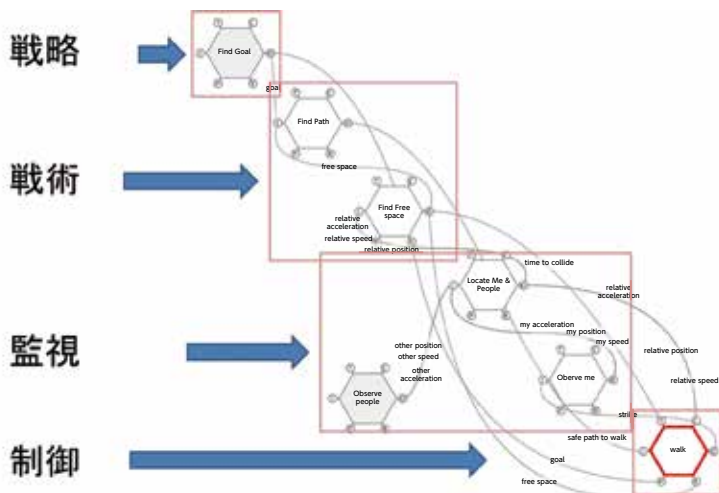 戦略
Find Goal
goal
Find Path
戦術
free space
Find Free
space
relative
acceleration
relative speed
relative position
time to collide
Locate Me &
People
relative
acceleration
my acceleration
my position
my speed
監視
other position
other speed
other
acceleration
relative position
Oberve me
relative speed
Observe
people
strike
safe path to walk
walk
制御
goal
free space